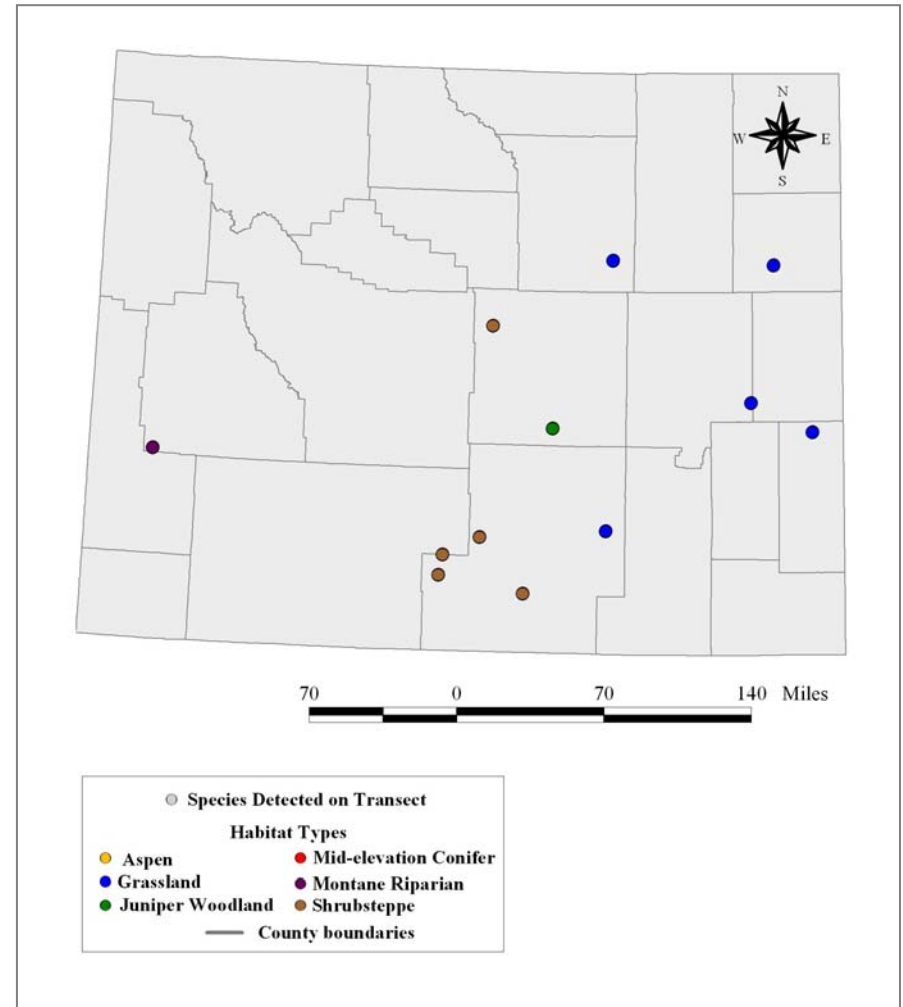 N
W E
S
70 0 70 140 Miles
Species Detected on Transect
Habitat Types
Aspen Mid-elevation Conifer
Grassland Montane Riparian
Juniper Woodland Shrubsteppe
County boundaries